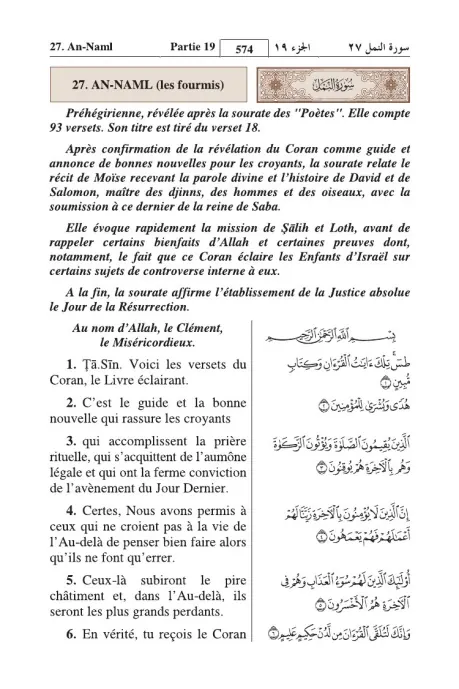 27. An-Naml Partie 19 574 الجزء ١٩ سورة النمل ٢٧
27. AN-NAML (les fourmis) سُورَةُ النَّمْلِ
Préhégirienne, révélée après la sourate des "Poètes". Elle compte
93 versets. Son titre est tiré du verset 18.
Après confirmation de la révélation du Coran comme guide et
annonce de bonnes nouvelles pour les croyants, la sourate relate le
récit de Moïse recevant la parole divine et l'histoire de David et de
Salomon, maître des djinns, des hommes et des oiseaux, avec la
soumission à ce dernier de la reine de Saba.
Elle évoque rapidement la mission de Ṣāliḥ et Loth, avant de
rappeler certains bienfaits d'Allah et certaines preuves dont,
notamment, le fait que ce Coran éclaire les Enfants d'Israël sur
certains sujets de controverse interne à eux.
A la fin, la sourate affirme l'établissement de la Justice absolue
le Jour de la Résurrection.
Au nom d'Allah, le Clément,
le Miséricordieux.
1. Ṭā.Sīn. Voici les versets du
Coran, le Livre éclairant.
2. C'est le guide et la bonne
nouvelle qui rassure les croyants
3. qui accomplissent la prière
rituelle, qui s'acquittent de l'aumône
légale et qui ont la ferme conviction
de l'avènement du Jour Dernier.
4. Certes, Nous avons permis à
ceux qui ne croient pas à la vie de
l'Au-delà de penser bien faire alors
qu'ils ne font qu'errer.
5. Ceux-là subiront le pire
châtiment et, dans l'Au-delà, ils
seront les plus grands perdants.
6. En vérité, tu reçois le Coran
بِسْمِ ٱللَّهِ ٱلرَّحْمَٰنِ ٱلرَّحِيمِ
طسٓ ۚ تِلْكَ ءَايَٰتُ ٱلْقُرْءَانِ وَكِتَابٍ
مُّبِينٍ ١
هُدًى وَبُشْرَىٰ لِلْمُؤْمِنِينَ ٢
ٱلَّذِينَ يُقِيمُونَ ٱلصَّلَوٰةَ وَيُؤْتُونَ ٱلزَّكَوٰةَ
وَهُم بِٱلْءَاخِرَةِ هُمْ يُوقِنُونَ ٣
إِنَّ ٱلَّذِينَ لَا يُؤْمِنُونَ بِٱلْءَاخِرَةِ زَيَّنَّا لَهُمْ
أَعْمَٰلَهُمْ فَهُمْ يَعْمَهُونَ ٤
أُو۟لَٰٓئِكَ ٱلَّذِينَ لَهُمْ سُوٓءُ ٱلْعَذَابِ وَهُمْ فِى
ٱلْءَاخِرَةِ هُمُ ٱلْأَخْسَرُونَ ٥
وَإِنَّكَ لَتُلَقَّى ٱلْقُرْءَانَ مِن لَّدُنْ حَكِيمٍ عَلِيمٍ ٦